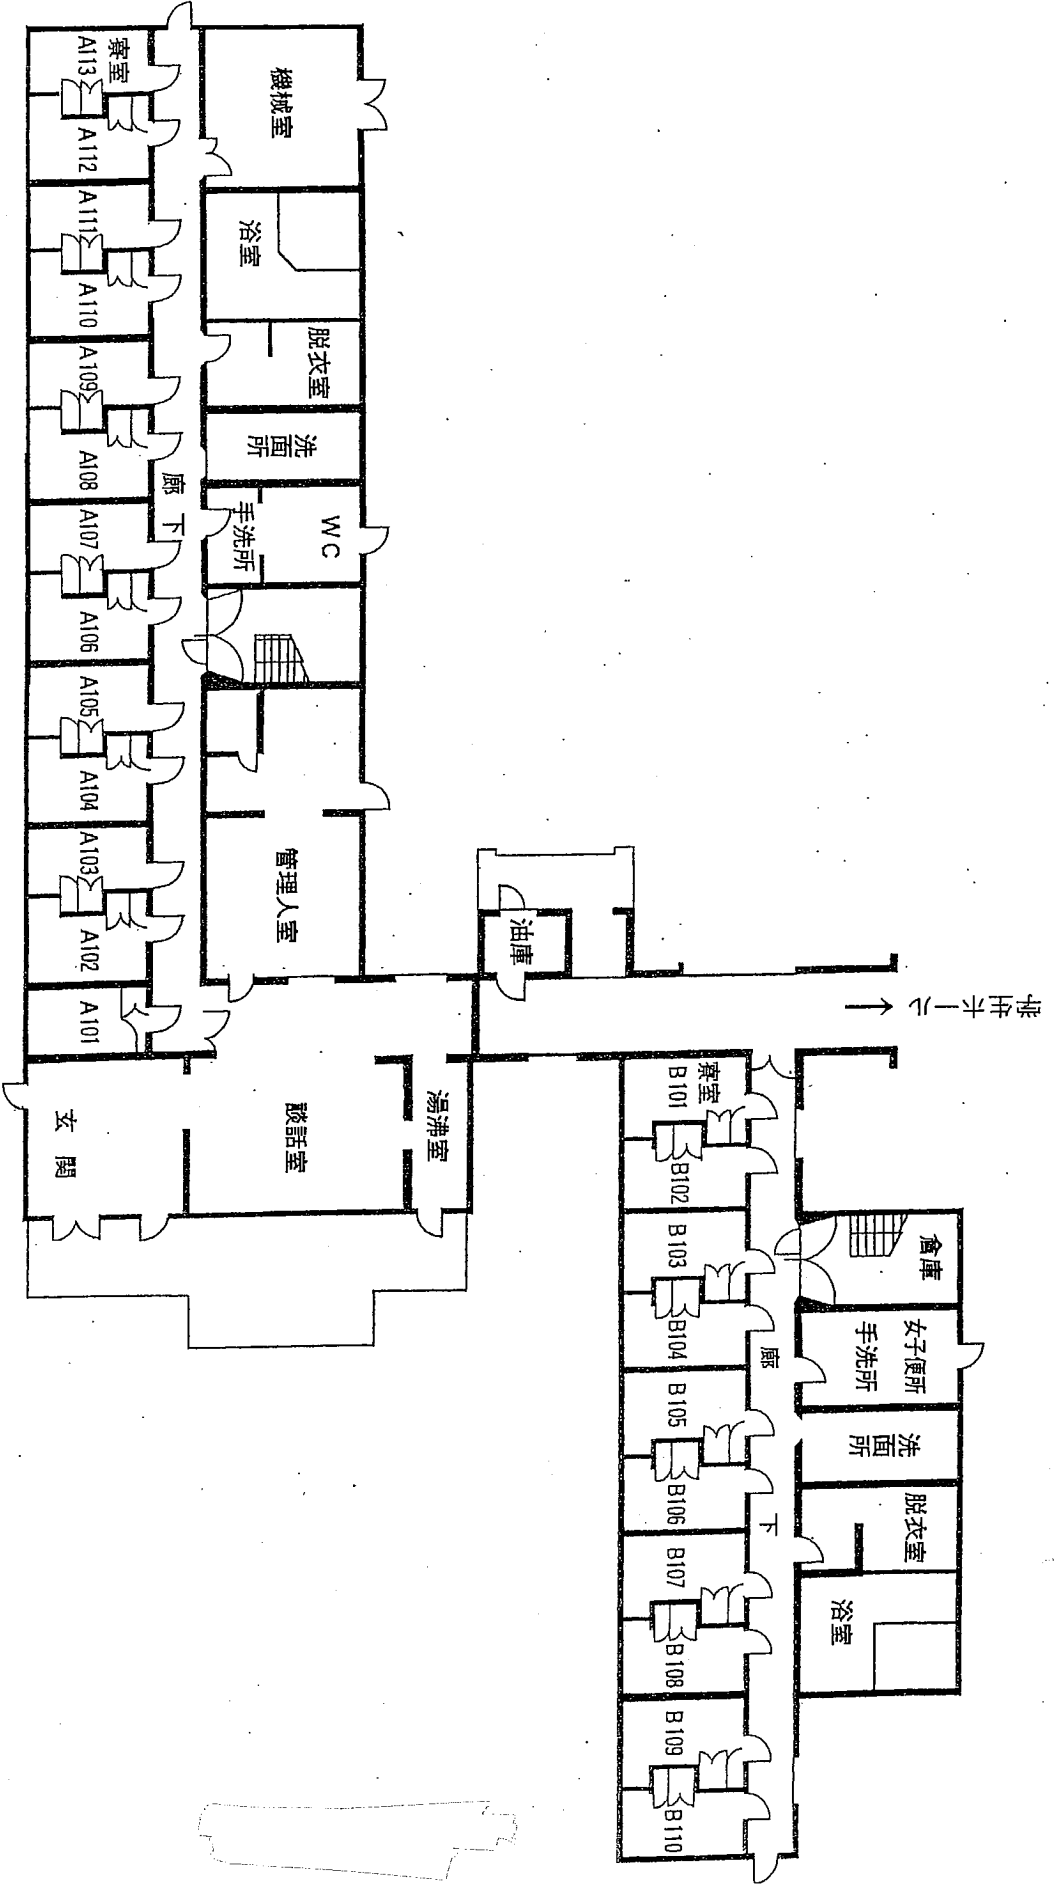 寮室
A113
A112
A111
A110
A109
A108
A107
A106
A105
A104
A103
A102
A101
廊下
機械室
浴室
脱衣室
洗面所
手洗所
WC
管理人室
玄関
談話室
湯沸室
油庫
ホール
寮室
B101
B102
B103
B104
B105
B106
B107
B108
B109
B110
廊下
倉庫
女子便所
手洗所
洗面所
脱衣室
浴室